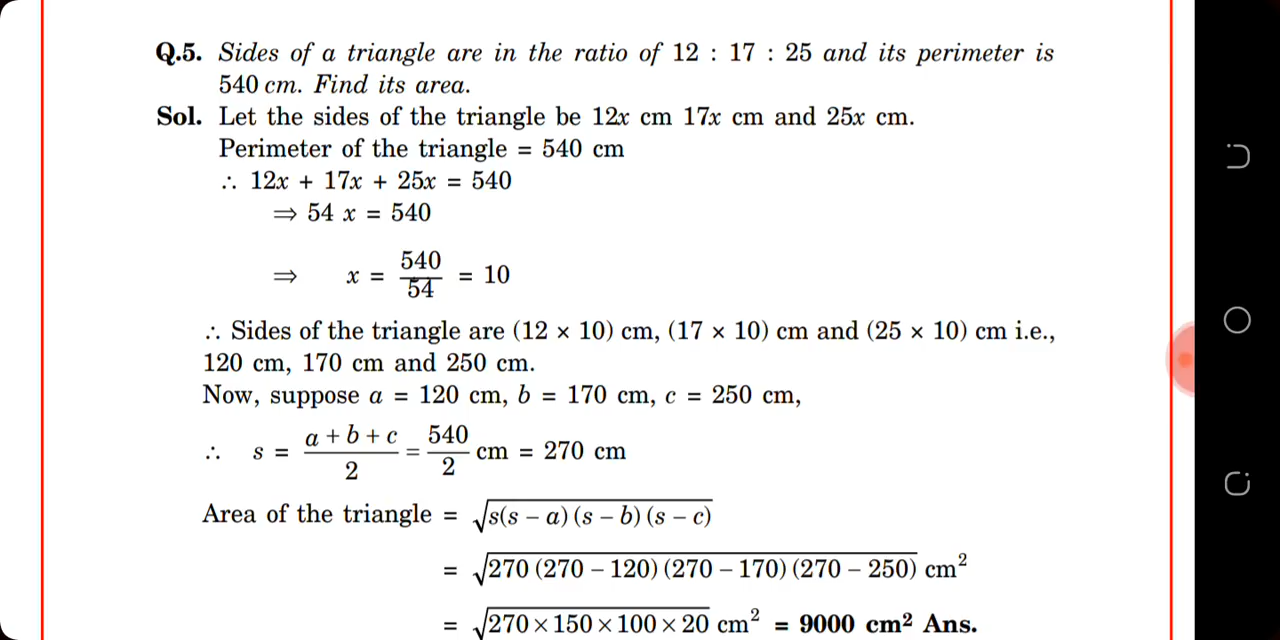 Q.5. Sides of a triangle are in the ratio of 12 : 17 : 25 and its perimeter is
540 cm. Find its area.
Sol. Let the sides of the triangle be 12x cm 17x cm and 25x cm.
Perimeter of the triangle = 540 cm
∴ 12x + 17x + 25x = 540
⇒ 54 x = 540
⇒ x = 540/54 = 10
∴ Sides of the triangle are (12 × 10) cm, (17 × 10) cm and (25 × 10) cm i.e.,
120 cm, 170 cm and 250 cm.
Now, suppose a = 120 cm, b = 170 cm, c = 250 cm,
∴ s = (a + b + c)/2 = 540/2 cm = 270 cm
Area of the triangle = √(s(s – a) (s – b) (s – c))
= √(270 (270 – 120) (270 – 170) (270 – 250)) cm²
= √(270 × 150 × 100 × 20) cm² = 9000 cm² Ans.